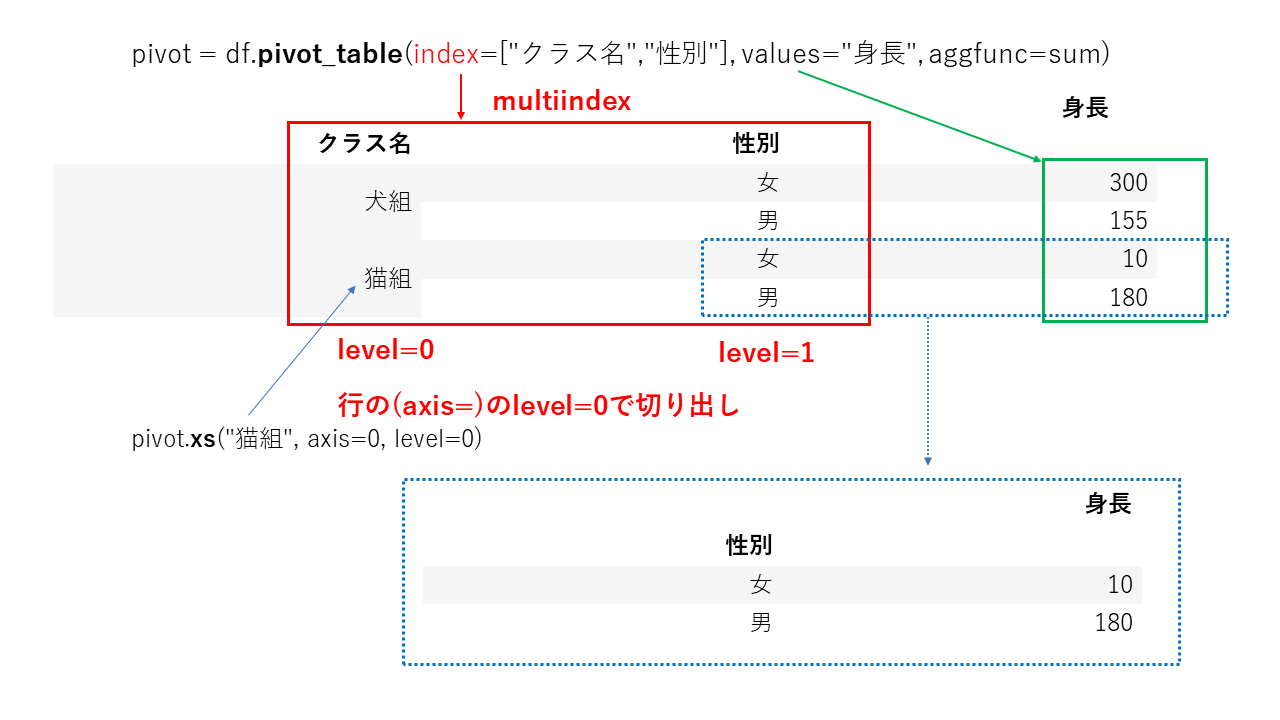 pivot = df.pivot_table(index=["クラス名","性別"], values="身長", aggfunc=sum)
multiindex
身長
クラス名 性別
犬組 女 300
男 155
猫組 女 10
男 180
level=0 level=1
行の(axis=)のlevel=0で切り出し
pivot.xs("猫組", axis=0, level=0)
身長
性別
女 10
男 180